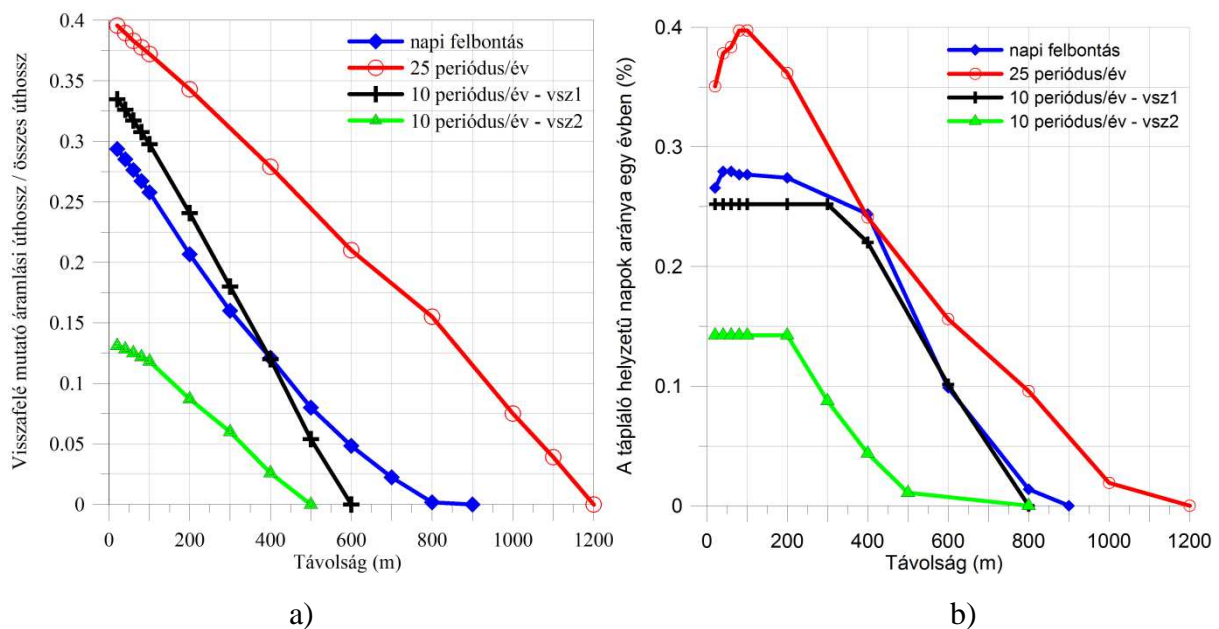 Visszafelé mutató áramlási úthossz / összes úthossz
0.4
0.35
0.3
0.25
0.2
0.15
0.1
0.05
0
napi felbontás
25 periódus/év
10 periódus/év - vsz1
10 periódus/év - vsz2
0 200 400 600 800 1000 1200
Távolság (m)
a)
A tápláló helyzetű napok aránya egy évben (%)
0.4
0.3
0.2
0.1
0
napi felbontás
25 periódus/év
10 periódus/év - vsz1
10 periódus/év - vsz2
0 200 400 600 800 1000 1200
Távolság (m)
b)